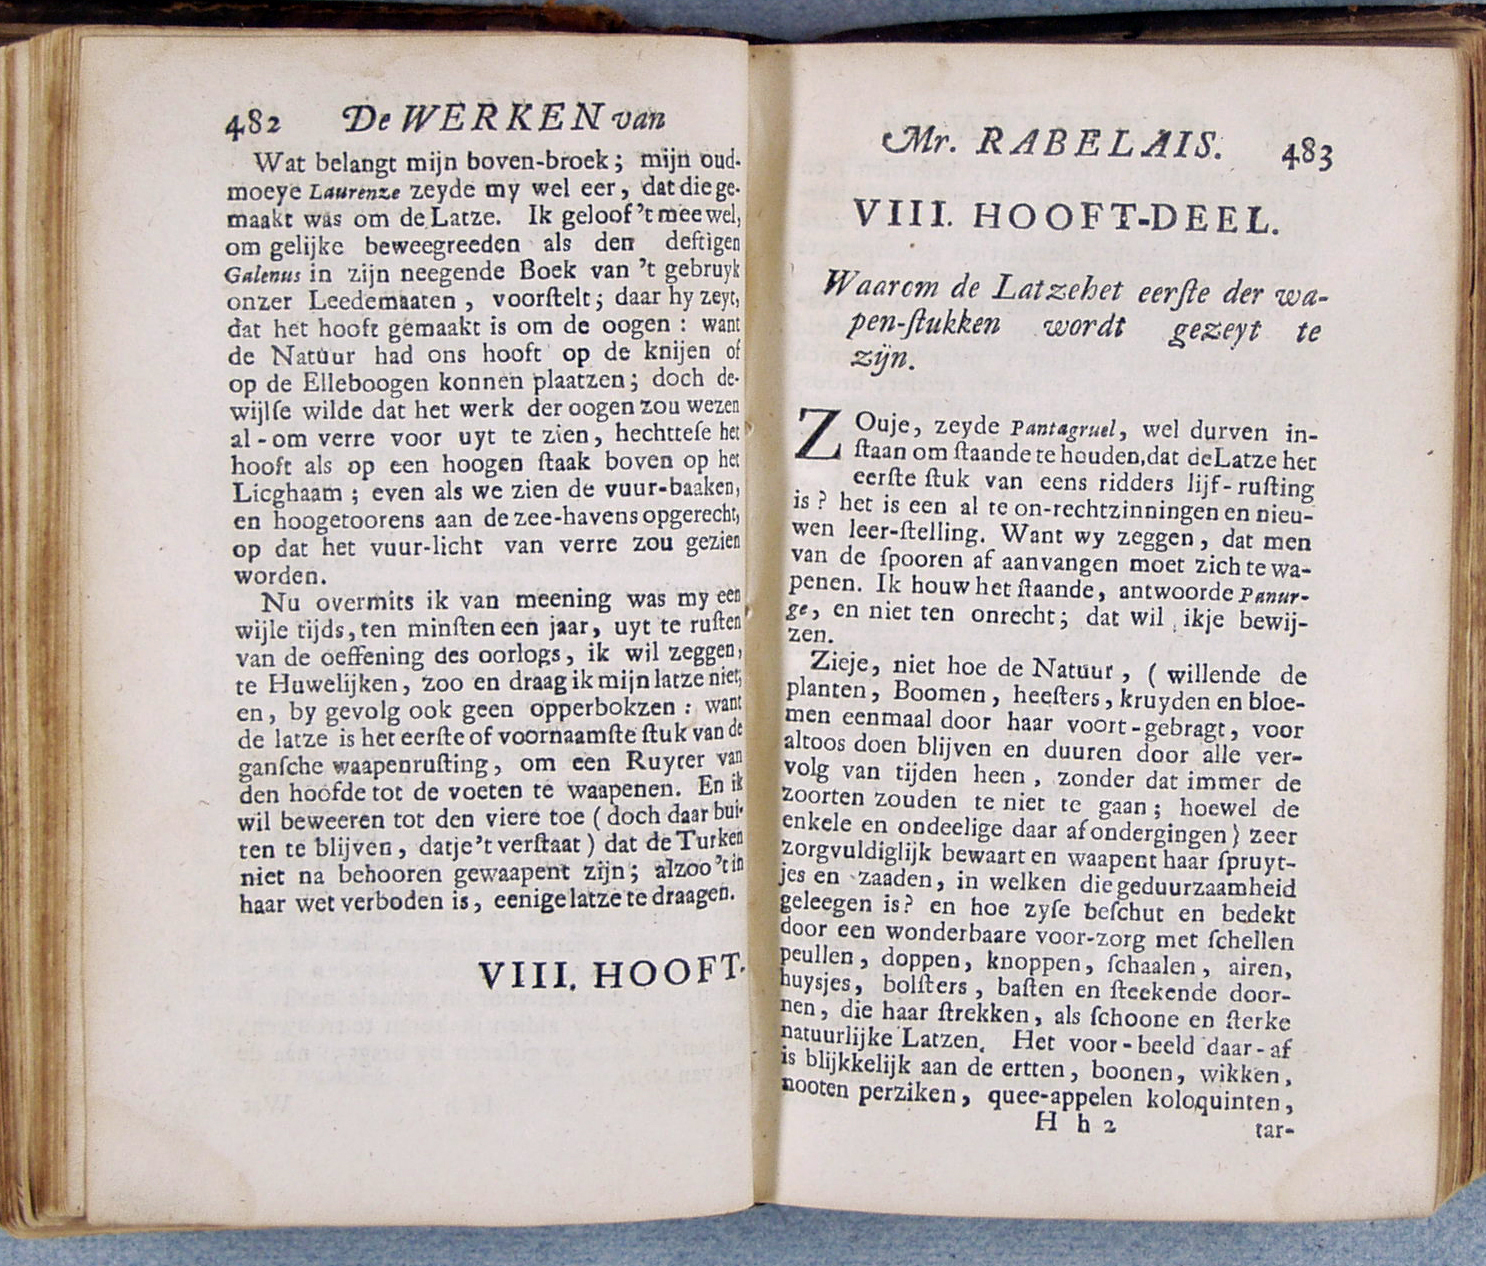 482 De WERKEN van
Wat belangt mijn boven-broek; mijn oud-
moeye Laurenze zeyde my wel eer, dat die ge-
maakt was om de Latze. Ik geloof 't mee wel,
om gelijke beweegreeden als den deftigen
Galenus in zijn neegende Boek van 't gebruyk
onzer Leedemaaten, voorſtelt; daar hy zeyt,
dat het hooft gemaakt is om de oogen: want
de Natuur had ons hooft op de knijen of
op de Elleboogen konnen plaatzen; doch de-
wijlſe wilde dat het werk der oogen zou wezen
al-om verre voor uyt te zien, hechtteſe het
hooft als op een hoogen ſtaak boven op het
Licghaam; even als we zien de vuur-baaken,
en hoogetoorens aan de zee-havens opgerecht,
op dat het vuur-licht van verre zou gezien
worden.
Nu overmits ik van meening was my een
wijle tijds, ten minſten een jaar, uyt te ruſten
van de oeffening des oorlogs, ik wil zeggen,
te Huwelijken, zoo en draag ik mijn latze niet;
en, by gevolg ook geen opperbokzen: want
de latze is het eerſte of voornaamſte ſtuk van de
ganſche waapenruſting, om een Ruyter van
den hoofde tot de voeten te waapenen. En ik
wil beweeren tot den viere toe (doch daar bui-
ten te blijven, datje 't verſtaat) dat de Turken
niet na behooren gewaapent zijn; alzoo 't in
haar wet verboden is, eenige latze te draagen.
VIII. HOOFT-
Mr. RABELAIS. 483
VIII. HOOFT-DEEL.
Waarom de Latze het eerſte der wa-
pen-ſtukken wordt gezeyt te
zijn.
ZOuje, zeyde Pantagruel, wel durven in-
ſtaan om ſtaande te houden, dat de Latze het
eerſte ſtuk van eens ridders lijf-ruſting
is? het is een al te on-rechtzinningen en nieu-
wen leer-ſtelling. Want wy zeggen, dat men
van de ſpooren af aanvangen moet zich te wa-
penen. Ik houw het ſtaande, antwoorde Panur-
ge, en niet ten onrecht; dat wil ikje bewij-
zen.
Zieje, niet hoe de Natuur, (willende de
planten, Boomen, heeſters, kruyden en bloe-
men eenmaal door haar voort-gebragt, voor
altoos doen blijven en duuren door alle ver-
volg van tijden heen, zonder dat immer de
zoorten zouden te niet te gaan; hoewel de
enkele en ondeelige daar af ondergingen) zeer
zorgvuldiglijk bewaart en waapent haar ſpruyt-
jes en zaaden, in welken die geduurzaamheid
geleegen is? en hoe zyſe beſchut en bedekt
door een wonderbaare voor-zorg met ſchellen
peullen, doppen, knoppen, ſchaalen, airen,
huysjes, bolſters, baſten en ſteekende door-
nen, die haar ſtrekken, als ſchoone en ſterke
natuurlijke Latzen. Het voor-beeld daar-af
is blijkkelijk aan de ertten, boonen, wikken,
nooten perziken, quee-appelen koloquinten,
H h 2 tar-